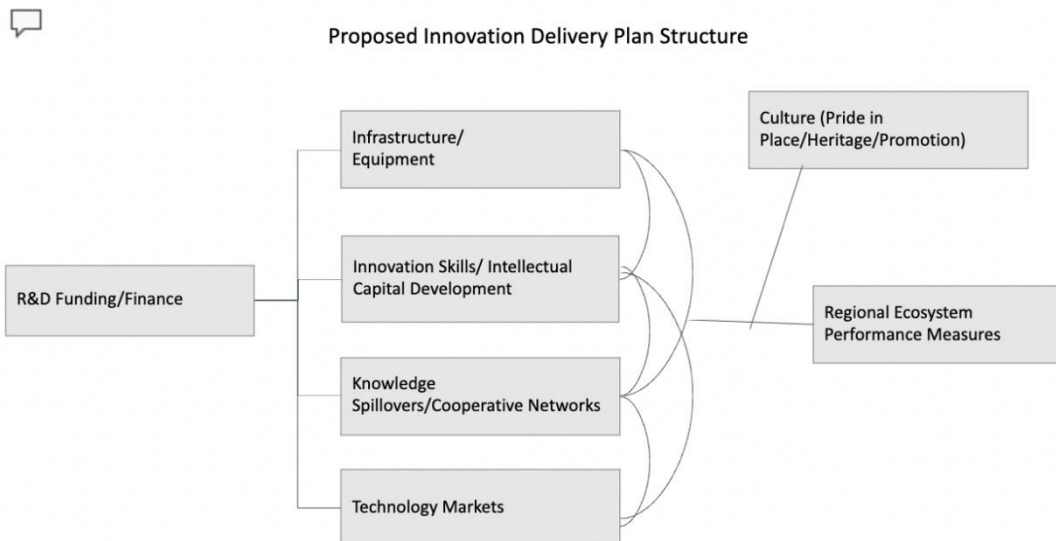 Proposed Innovation Delivery Plan Structure
Culture (Pride in
Place/Heritage/Promotion)
Infrastructure/
Equipment
Innovation Skills/ Intellectual
Capital Development
R&D Funding/Finance
Regional Ecosystem
Performance Measures
Knowledge
Spillovers/Cooperative Networks
Technology Markets